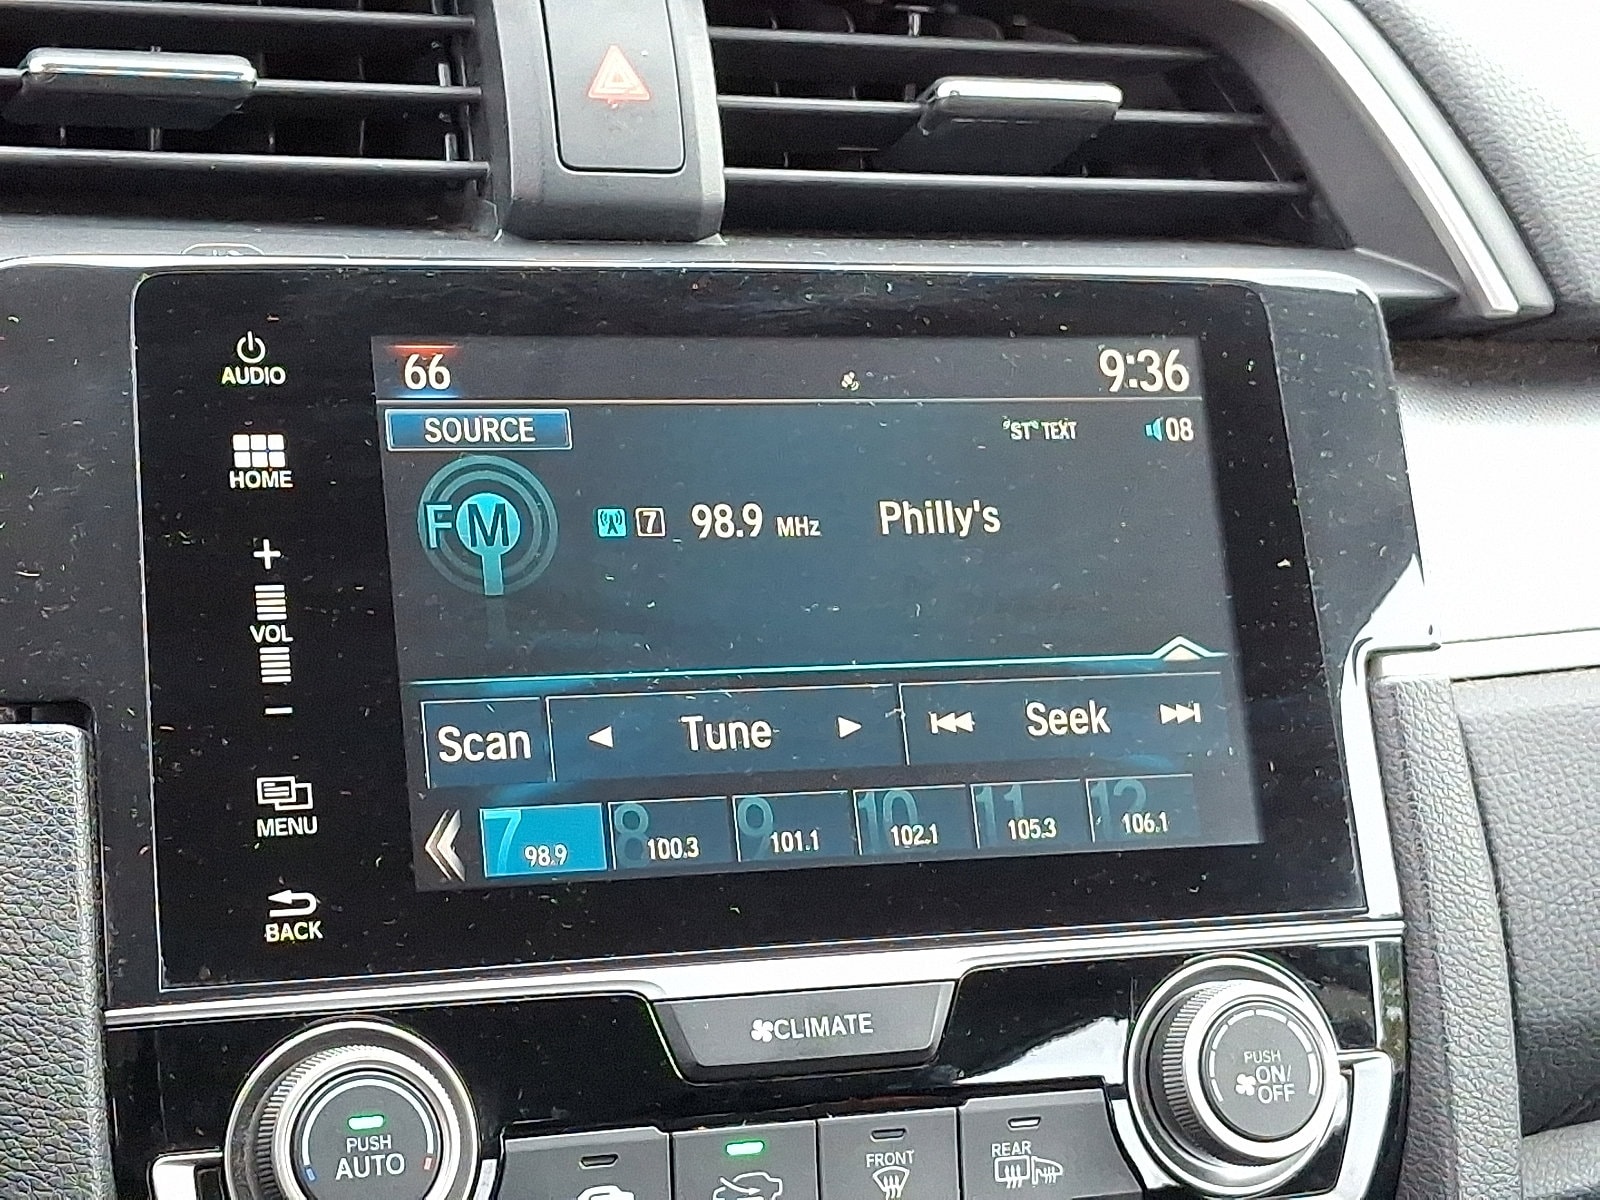 AUDIO
66
9:36
SOURCE
"ST" TEXT
08
HOME
FM
7
98.9 MHz
Philly's
+
VOL
−
Scan
Tune
Seek
MENU
7 98.9
8 100.3
9 101.1
10 102.1
11 105.3
12 106.1
BACK
CLIMATE
PUSH
ON/
OFF
PUSH
AUTO
FRONT
REAR